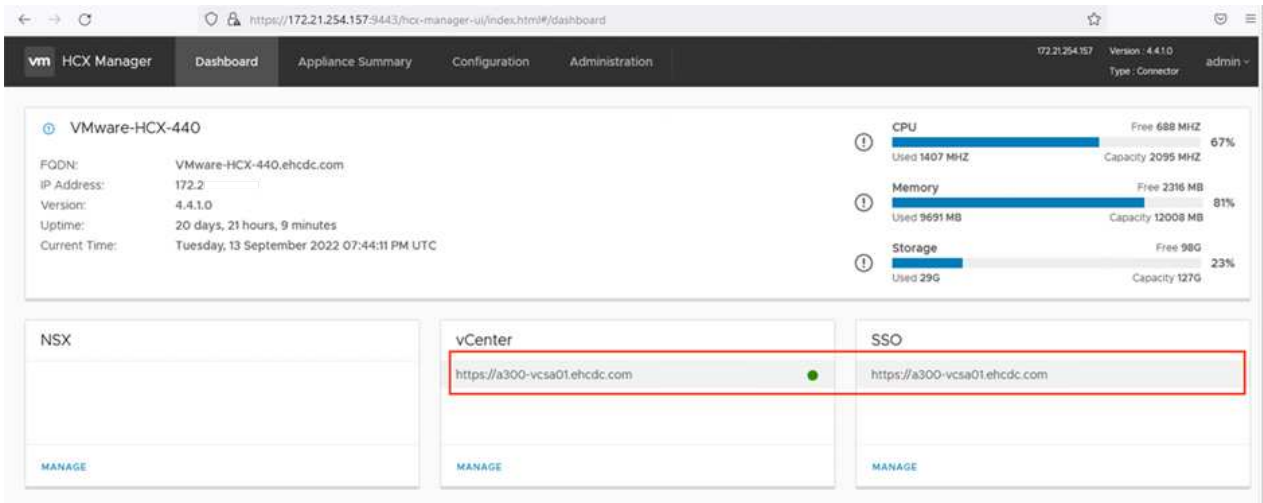 https://172.21.254.157:9443/hcx-manager-ui/index.html#/dashboard
vm HCX Manager Dashboard Appliance Summary Configuration Administration 172.21.254.157 Version : 4.4.1.0 admin
Type : Connector
VMware-HCX-440
FQDN: VMware-HCX-440.ehcdc.com
IP Address: 172.2
Version: 4.4.1.0
Uptime: 20 days, 21 hours, 9 minutes
Current Time: Tuesday, 13 September 2022 07:44:11 PM UTC
CPU Free 688 MHZ
67%
Used 1407 MHZ Capacity 2095 MHZ
Memory Free 2316 MB
81%
Used 9691 MB Capacity 12008 MB
Storage Free 98G
23%
Used 29G Capacity 127G
NSX
MANAGE
vCenter
https://a300-vcsa01.ehcdc.com
MANAGE
SSO
https://a300-vcsa01.ehcdc.com
MANAGE